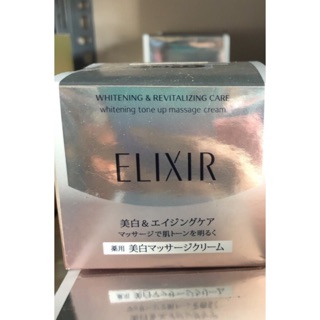 WHITENING & REVITALIZING CARE
whitening tone up massage cream
ELIXIR
美白&エイジングケア
マッサージで肌トーンを明るく
薬用 美白マッサージクリーム